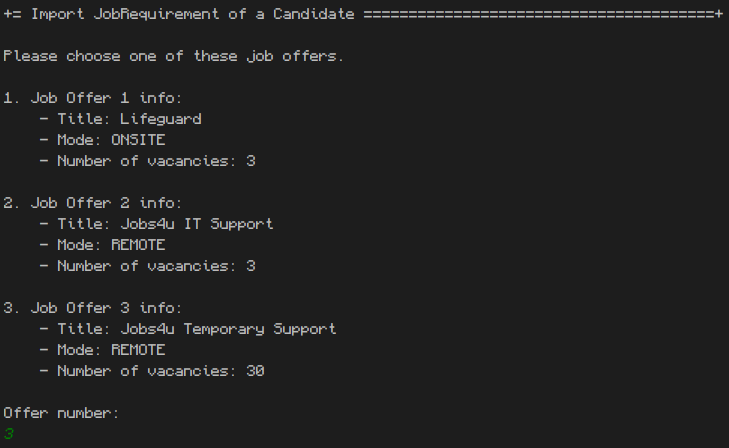 += Import JobRequirement of a Candidate =======================================+
Please choose one of these job offers.
1. Job Offer 1 info:
- Title: Lifeguard
- Mode: ONSITE
- Number of vacancies: 3
2. Job Offer 2 info:
- Title: Jobs4u IT Support
- Mode: REMOTE
- Number of vacancies: 3
3. Job Offer 3 info:
- Title: Jobs4u Temporary Support
- Mode: REMOTE
- Number of vacancies: 30
Offer number:
3